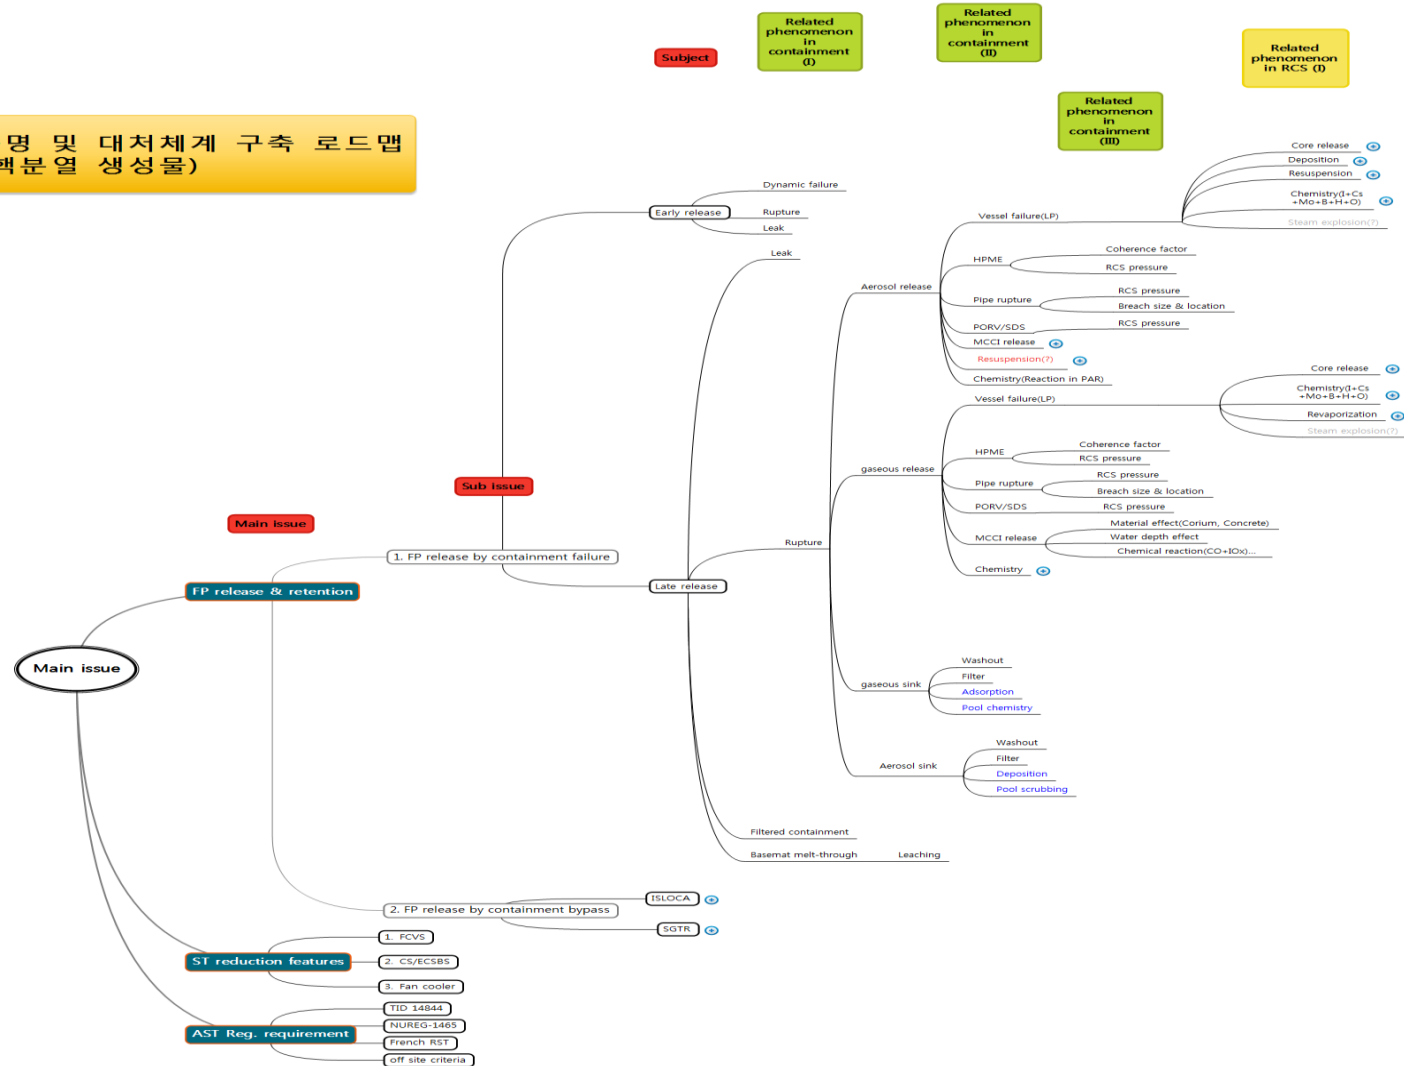 Subject
Related
phenomenon
in
containment
(I)
Related
phenomenon
in
containment
(II)
Related
phenomenon
in RCS (I)
Related
phenomenon
in
containment
(III)
명 및 대처체계 구축 로드맵
핵분열 생성물)
Main issue
Main issue
Sub issue
FP release & retention
1. FP release by containment failure
Early release
Dynamic failure
Rupture
Leak
Late release
Leak
Rupture
Aerosol release
Vessel failure(LP)
Core release
Deposition
Resuspension
Chemistry(I+Cs
+Mo+B+H+O)
Steam explosion(?)
HPME
Coherence factor
RCS pressure
Pipe rupture
RCS pressure
Breach size & location
PORV/SDS
RCS pressure
MCCI release
Resuspension(?)
Chemistry(Reaction in PAR)
gaseous release
Vessel failure(LP)
Core release
Chemistry(I+Cs
+Mo+B+H+O)
Revaporization
Steam explosion(?)
HPME
Coherence factor
RCS pressure
Pipe rupture
RCS pressure
Breach size & location
PORV/SDS
RCS pressure
MCCI release
Material effect(Corium, Concrete)
Water depth effect
Chemical reaction(CO+IOx)...
Chemistry
gaseous sink
Washout
Filter
Adsorption
Pool chemistry
Aerosol sink
Washout
Filter
Deposition
Pool scrubbing
Filtered containment
Basemat melt-through
Leaching
2. FP release by containment bypass
ISLOCA
SGTR
ST reduction features
1. FCVS
2. CS/ECSBS
3. Fan cooler
AST Reg. requirement
TID 14844
NUREG-1465
French RST
off site criteria